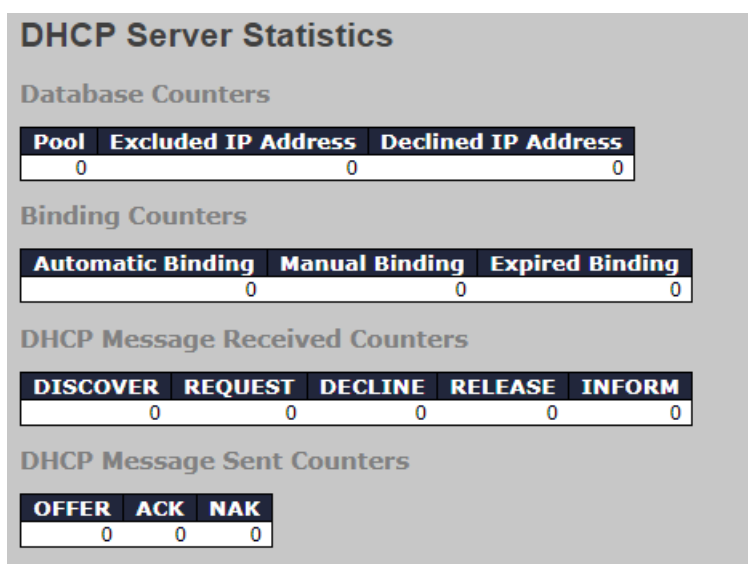 DHCP Server Statistics
Database Counters
Pool Excluded IP Address Declined IP Address
0 0 0
Binding Counters
Automatic Binding Manual Binding Expired Binding
0 0 0
DHCP Message Received Counters
DISCOVER REQUEST DECLINE RELEASE INFORM
0 0 0 0 0
DHCP Message Sent Counters
OFFER ACK NAK
0 0 0